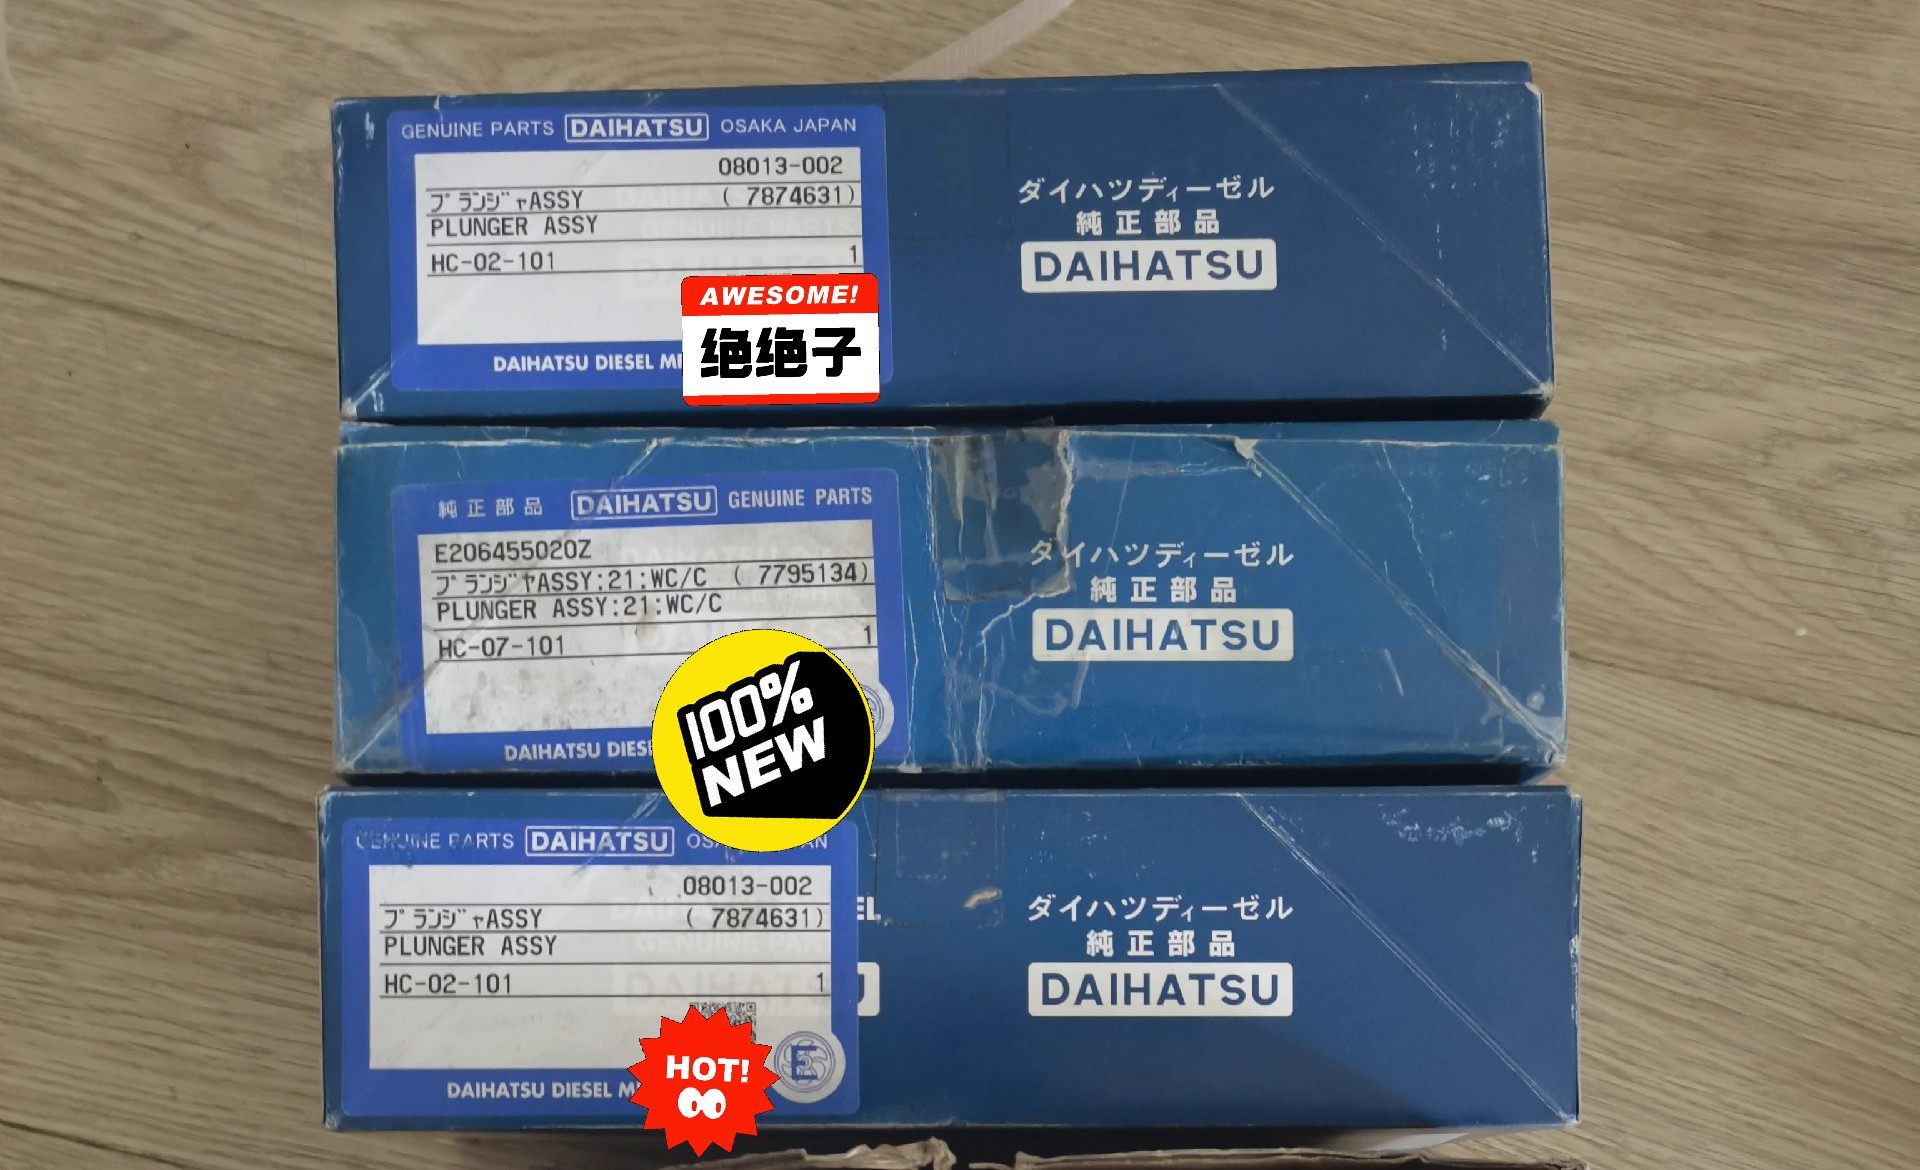 GENUINE PARTS DAIHATSU OSAKA JAPAN
08013-002
プランジャASSY ( 7874631)
PLUNGER ASSY
HC-02-101 1
AWESOME!
绝绝子
DAIHATSU DIESEL
ダイハツディーゼル
純正部品
DAIHATSU
純正部品 DAIHATSU GENUINE PARTS
E206455020Z
プランジャASSY:21:WC/C ( 7795134)
PLUNGER ASSY:21:WC/C
HC-07-101 1
100%
NEW
DAIHATSU
ダイハツディーゼル
純正部品
DAIHATSU
GENUINE PARTS DAIHATSU
08013-002
プランジャASSY ( 7874631)
PLUNGER ASSY
HC-02-101 1
HOT!
E
DAIHATSU DIESEL
ダイハツディーゼル
純正部品
DAIHATSU